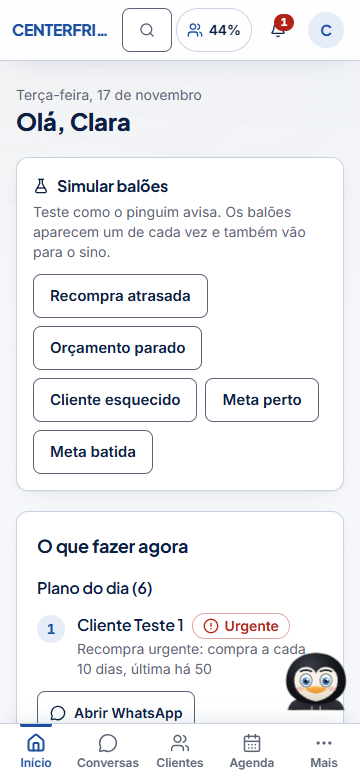 CENTERFRI...
44%
1
C
Terça-feira, 17 de novembro
Olá, Clara
Simular balões
Teste como o pinguim avisa. Os balões
aparecem um de cada vez e também vão
para o sino.
Recompra atrasada
Orçamento parado
Cliente esquecido
Meta perto
Meta batida
O que fazer agora
Plano do dia (6)
1
Cliente Teste 1
Urgente
Recompra urgente: compra a cada
10 dias, última há 50
Abrir WhatsApp
Início
Conversas
Clientes
Agenda
Mais